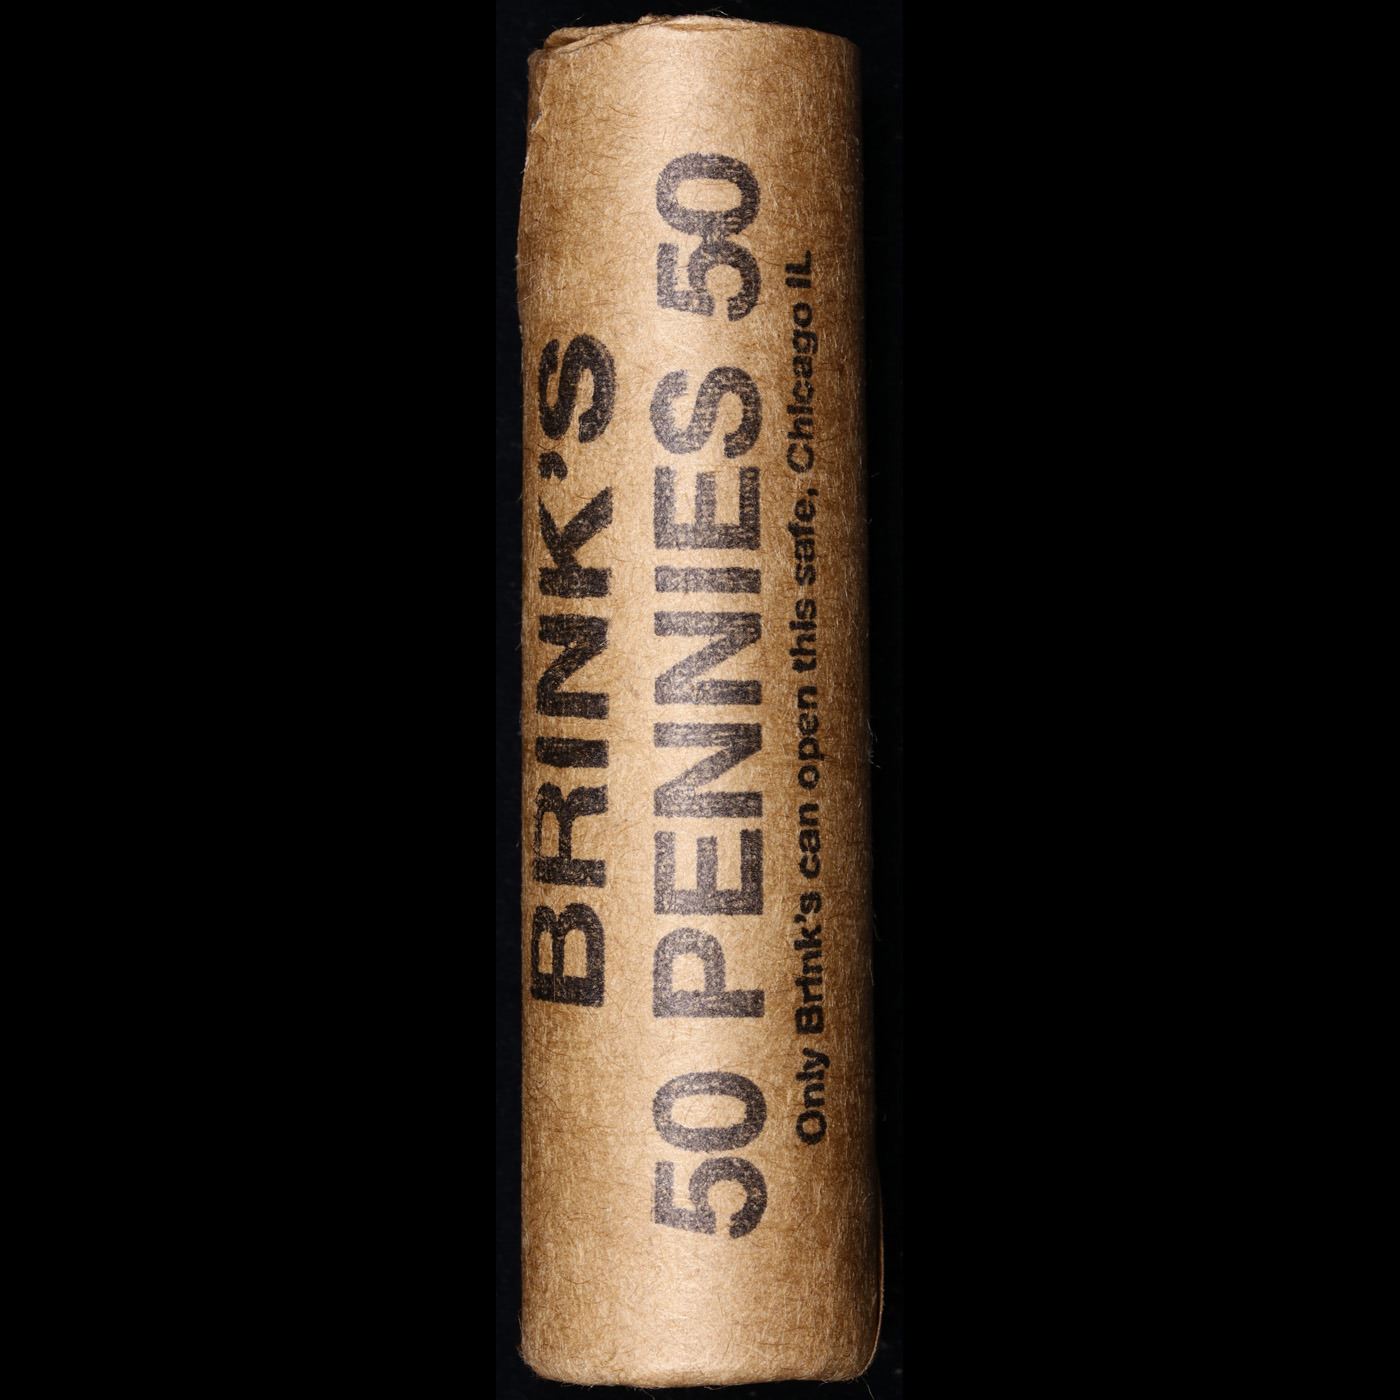 BRINK'S
50 PENNIES 50
Only Brink's can open this safe, Chicago IL